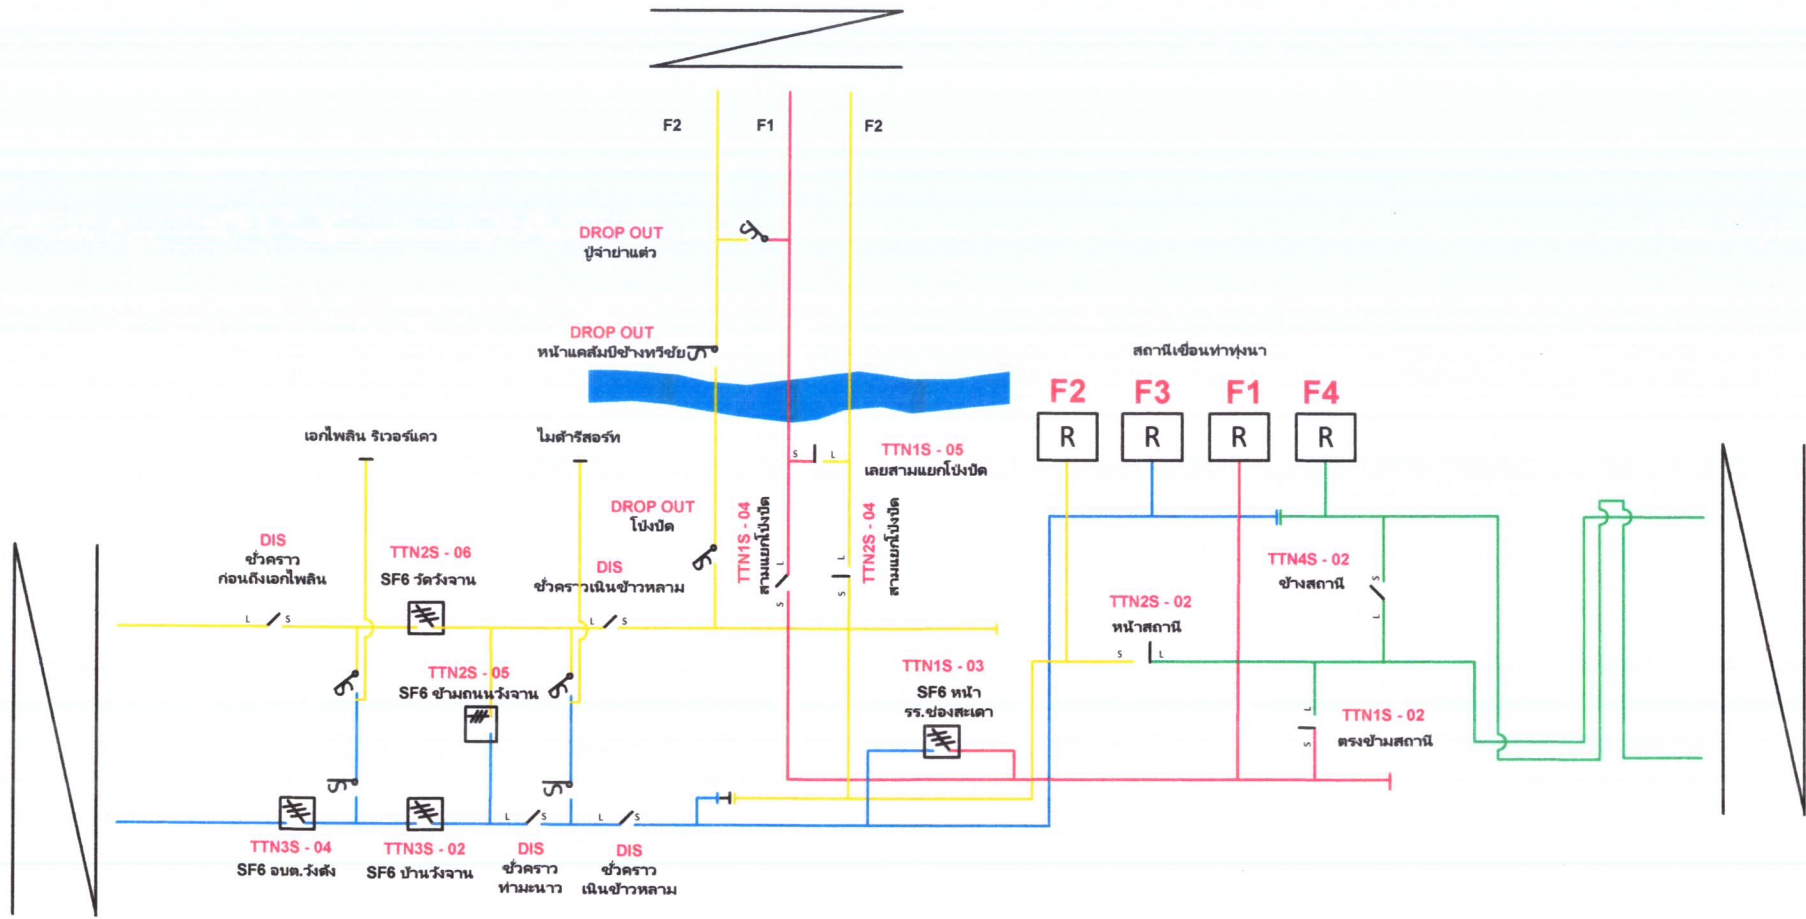 F2
F1
F2
DROP OUT
ปู่จ่าย่าแต่ว
DROP OUT
หน้าแคล้มป์ช้างทวีชัย
สถานีเขื่อนท่าทุ่งนา
F2
F3
F1
F4
R
R
R
R
เอกไพลิน ริเวอร์แคว
ไมด้ารีสอร์ท
S
L
TTN1S - 05
เลยสามแยกโป่งปัด
DROP OUT
โป่งปัด
TTN1S - 04
สามแยกโป่งปัด
L
S
L
S
TTN2S - 04
สามแยกโป่งปัด
DIS
ชั่วคราว
ก่อนถึงเอกไพลิน
L
S
TTN2S - 06
SF6 วัดวังจาน
DIS
ชั่วคราวเนินข้าวหลาม
L
S
TTN4S - 02
ข้างสถานี
S
L
TTN2S - 02
หน้าสถานี
S
L
TTN2S - 05
SF6 ข้ามถนนวังจาน
TTN1S - 03
SF6 หน้า
รร.ช่องสะเดา
L
S
TTN1S - 02
ตรงข้ามสถานี
L
S
L
S
TTN3S - 04
SF6 อบต.วังด้ง
TTN3S - 02
SF6 บ้านวังจาน
DIS
ชั่วคราว
ท่ามะนาว
DIS
ชั่วคราว
เนินข้าวหลาม